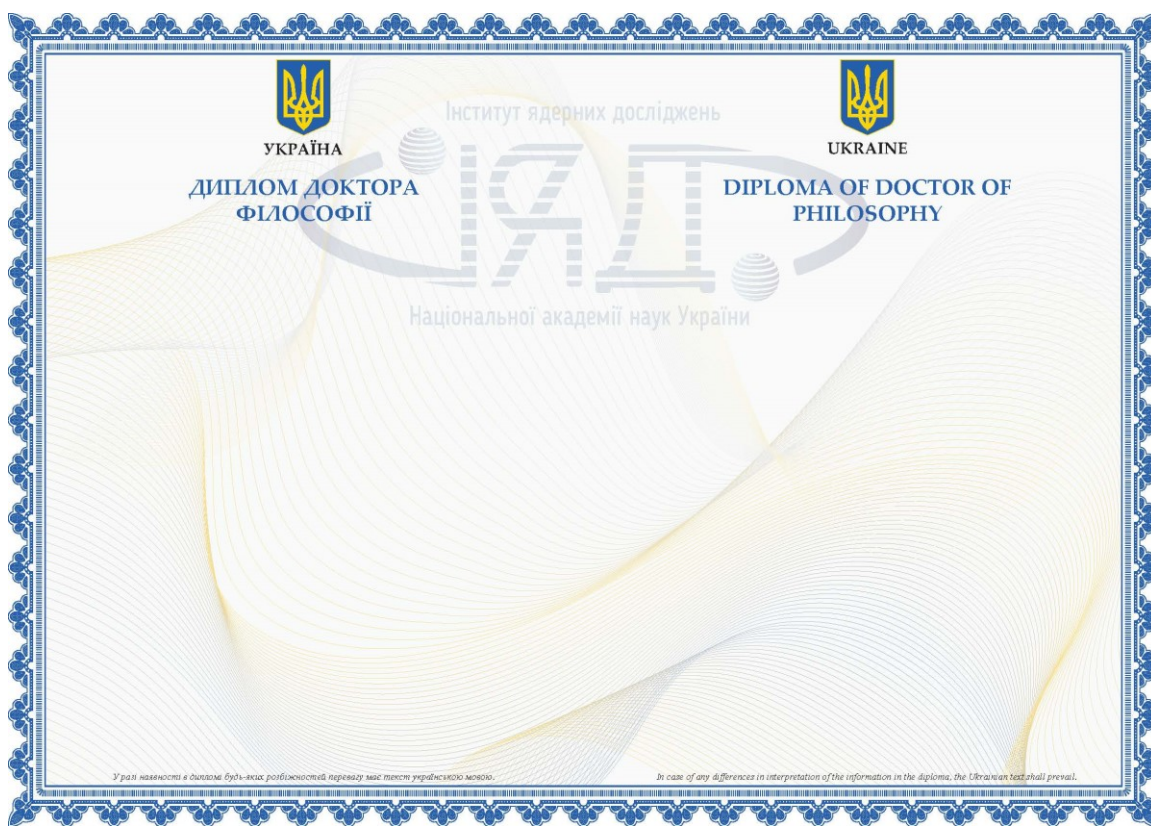 Інститут ядерних досліджень
УКРАЇНА
ДИПЛОМ ДОКТОРА
ФІЛОСОФІЇ
UKRAINE
DIPLOMA OF DOCTOR OF
PHILOSOPHY
ІЯД
Національної академії наук України
У разі наявності в дипломі будь-яких розбіжностей перевагу має текст українською мовою.
In case of any differences in interpretation of the information in the diploma, the Ukrainian text shall prevail.